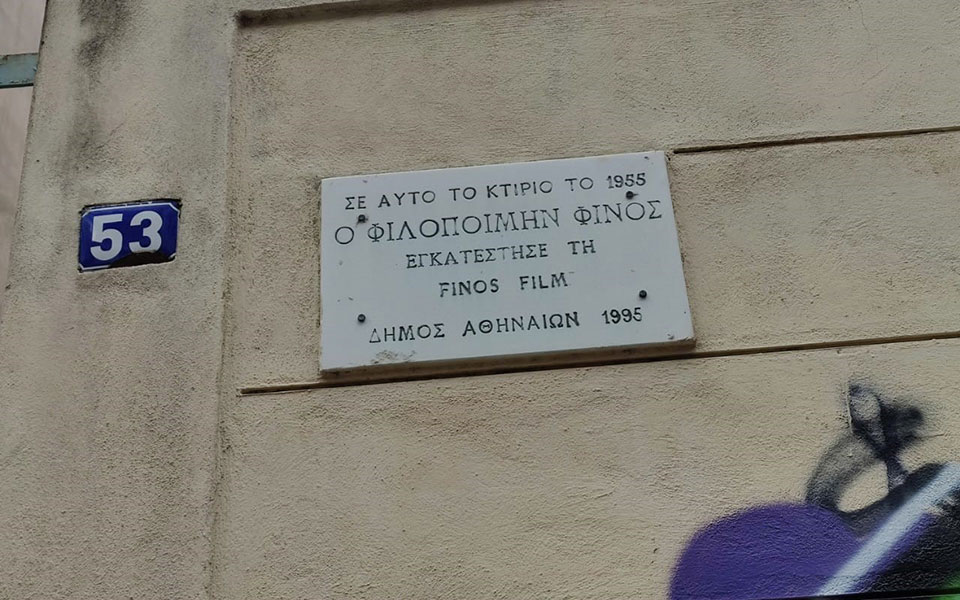 53
ΣΕ ΑΥΤΟ ΤΟ ΚΤΙΡΙΟ ΤΟ 1955
Ο ΦΙΛΟΠΟΙΜΗΝ ΦΙΝΟΣ
ΕΓΚΑΤΕΣΤΗΣΕ ΤΗ
FINOS FILM
ΔΗΜΟΣ ΑΘΗΝΑΙΩΝ 1995